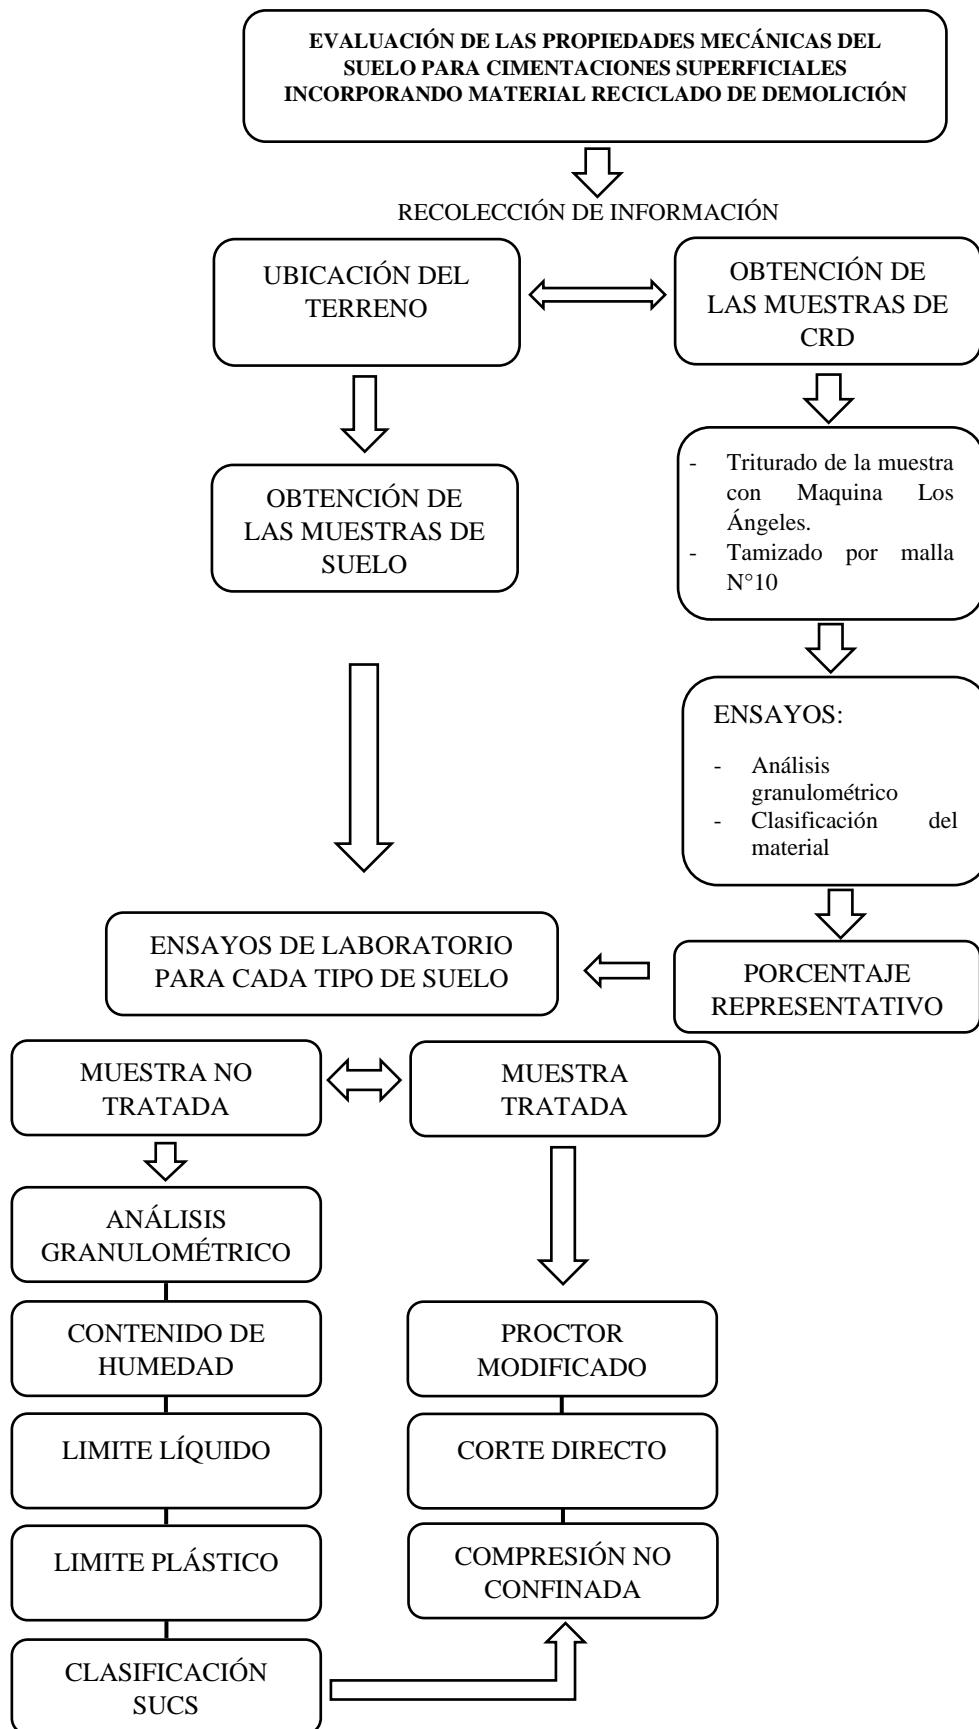 EVALUACIÓN DE LAS PROPIEDADES MECÁNICAS DEL
SUELO PARA CIMENTACIONES SUPERFICIALES
INCORPORANDO MATERIAL RECICLADO DE DEMOLICIÓN
RECOLECCIÓN DE INFORMACIÓN
UBICACIÓN DEL
TERRENO
OBTENCIÓN DE
LAS MUESTRAS DE
CRD
OBTENCIÓN DE
LAS MUESTRAS DE
SUELO
- Triturado de la muestra
con Maquina Los
Ángeles.
- Tamizado por malla
N°10
ENSAYOS:
- Análisis
granulométrico
- Clasificación del
material
ENSAYOS DE LABORATORIO
PARA CADA TIPO DE SUELO
PORCENTAJE
REPRESENTATIVO
MUESTRA NO
TRATADA
MUESTRA
TRATADA
ANÁLISIS
GRANULOMÉTRICO
CONTENIDO DE
HUMEDAD
LIMITE LÍQUIDO
LIMITE PLÁSTICO
CLASIFICACIÓN
SUCS
PROCTOR
MODIFICADO
CORTE DIRECTO
COMPRESIÓN NO
CONFINADA